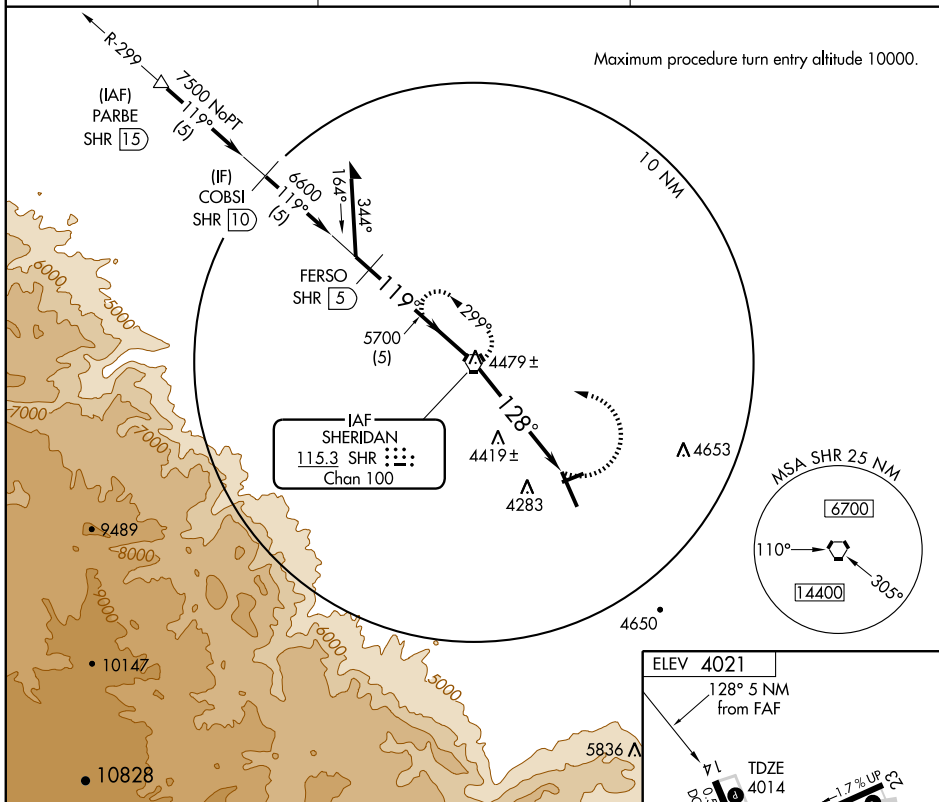 Maximum procedure turn entry altitude 10000.
R-299
(IAF)
PARBE
SHR 15
7500 NoPT
119°
(5)
(IF)
COBSI
SHR 10
6600
119°
(5)
164°
344°
10 NM
FERSO
SHR 5
119°
5700
(5)
299°
4479 ±
IAF
SHERIDAN
115.3 SHR
Chan 100
128°
4419 ±
4283
4653
4650
MSA SHR 25 NM
6700
110°
305°
14400
6000
5000
7000
7000
9489
8000
9000
10147
10828
6000
5000
5836
ELEV 4021
128° 5 NM
from FAF
14
TDZE
4014
P
1.7% UP
23